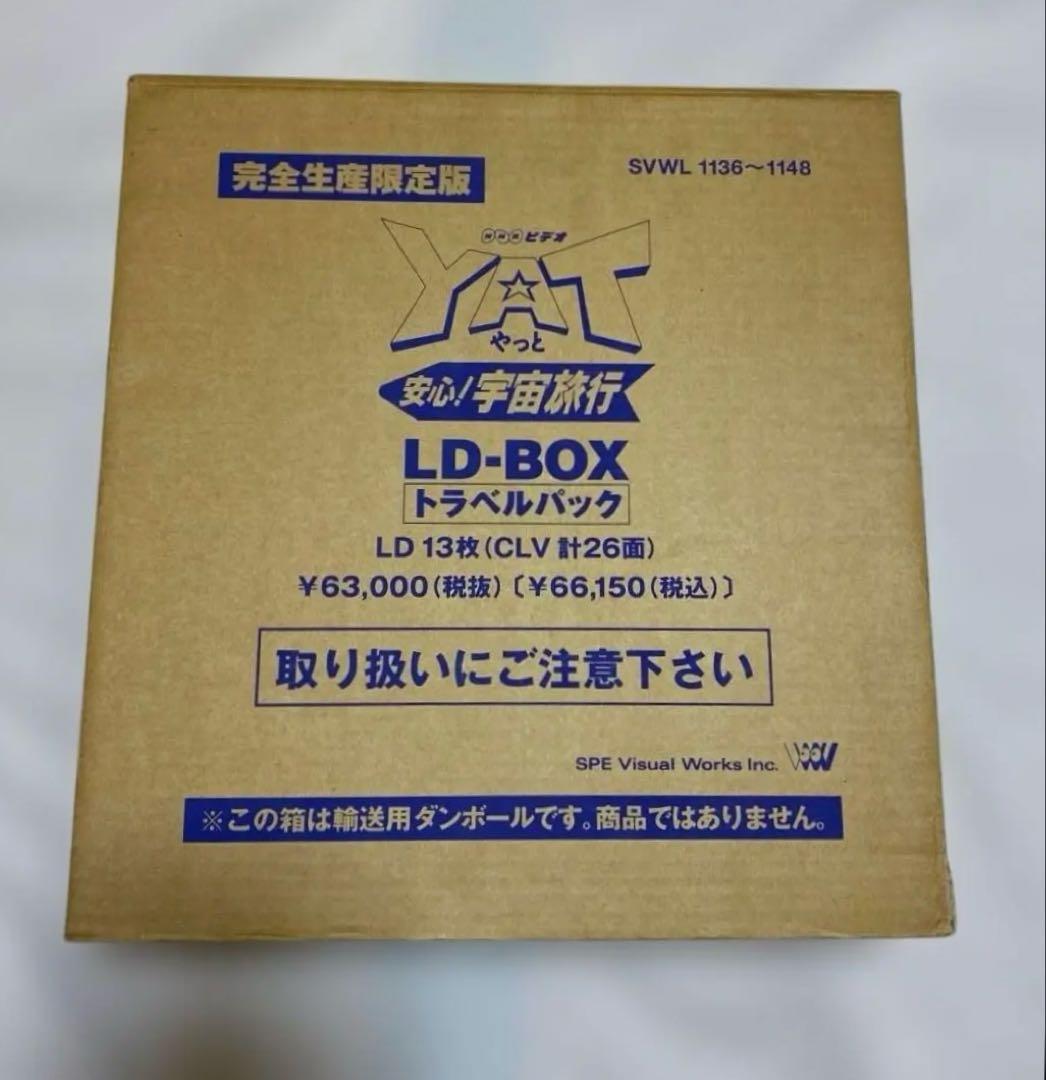 完全生産限定版
SVWL 1136～1148
NHKビデオ
YAT
やっと
安心!宇宙旅行
LD-BOX
トラベルパック
LD 13枚(CLV 計26面)
￥63,000(税抜)〔￥66,150(税込)〕
取り扱いにご注意下さい
SPE Visual Works Inc.
※この箱は輸送用ダンボールです。商品ではありません。